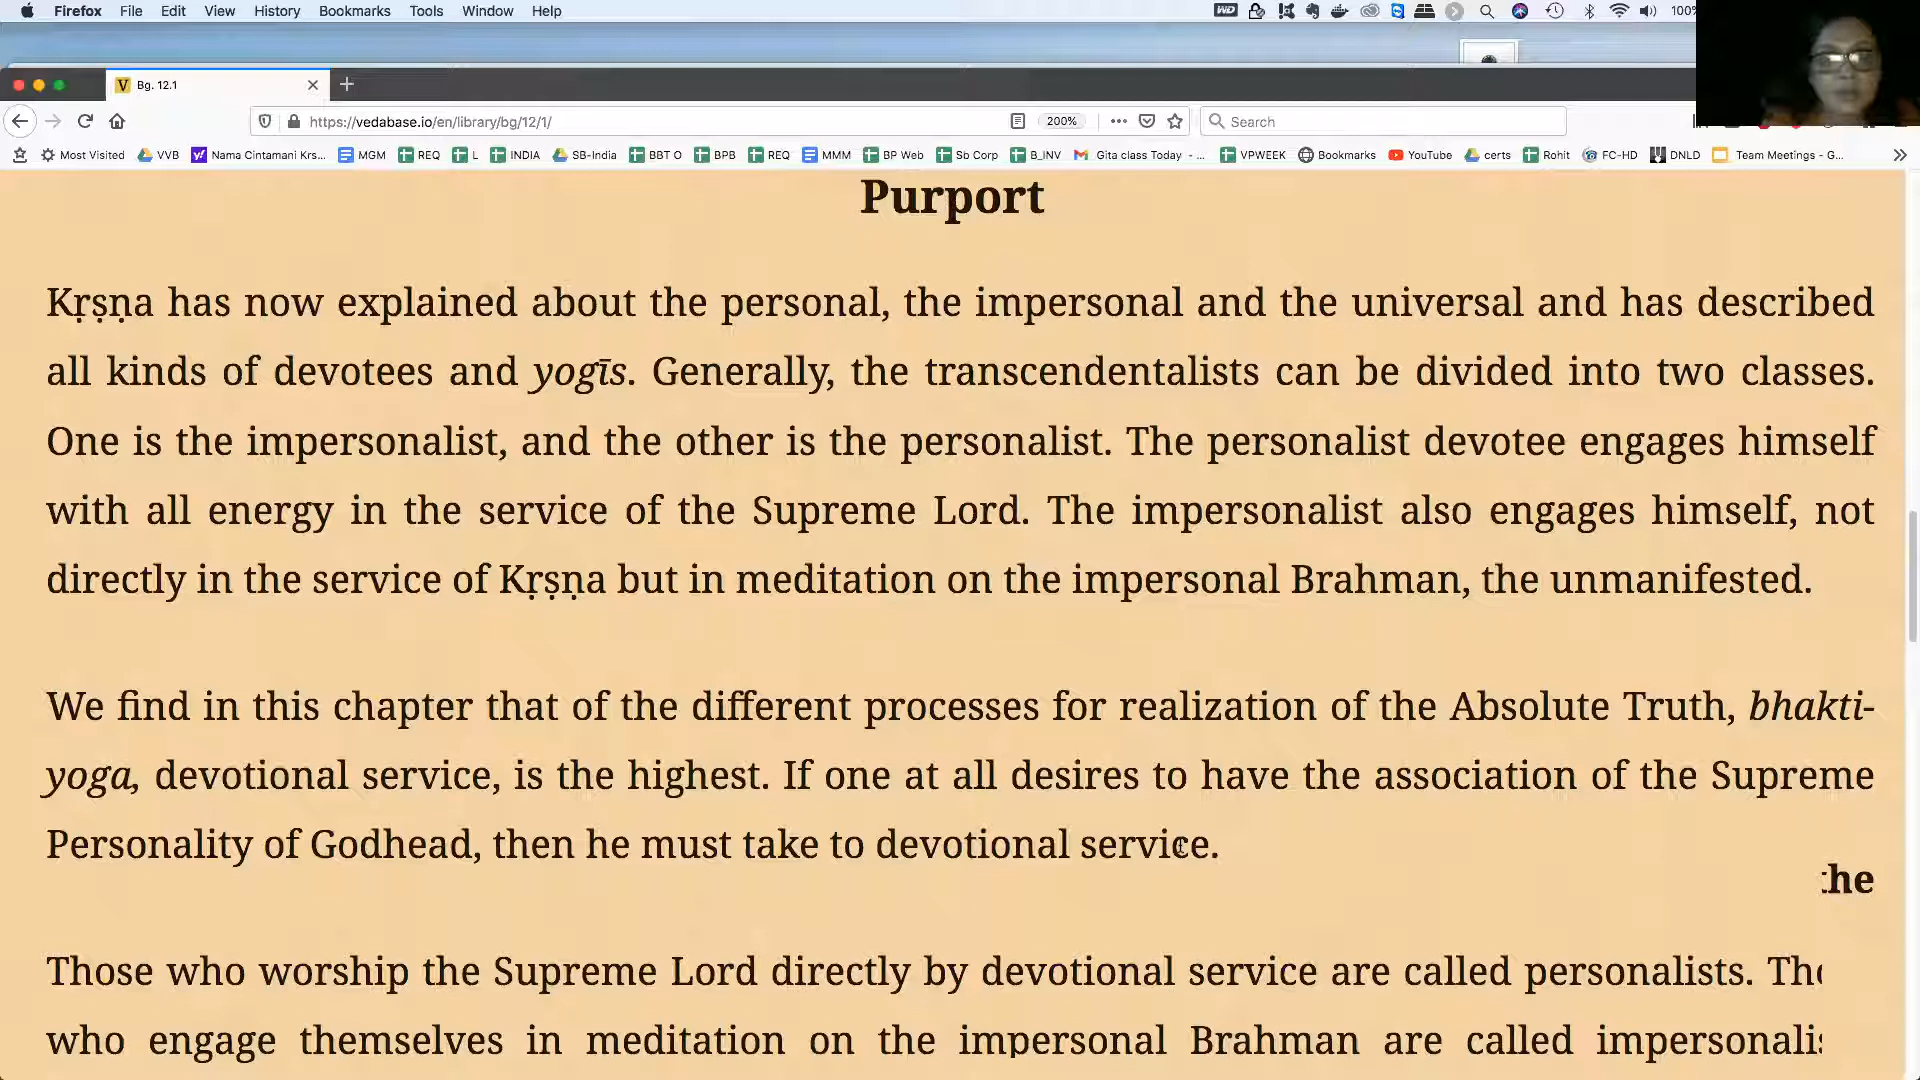 Firefox File Edit View History Bookmarks Tools Window Help 100%
Bg. 12.1
https://vedabase.io/en/library/bg/12/1/ 200% Search
Most Visited VVB Nama Cintamani Krs... MGM REQ L INDIA SB-India BBT O BPB REQ MMM BP Web Sb Corp B_INV Gita class Today - ... VPWEEK Bookmarks YouTube certs Rohit FC-HD DNLD Team Meetings - G...
Purport
Kṛṣṇa has now explained about the personal, the impersonal and the universal and has described
all kinds of devotees and yogīs. Generally, the transcendentalists can be divided into two classes.
One is the impersonalist, and the other is the personalist. The personalist devotee engages himself
with all energy in the service of the Supreme Lord. The impersonalist also engages himself, not
directly in the service of Kṛṣṇa but in meditation on the impersonal Brahman, the unmanifested.
We find in this chapter that of the different processes for realization of the Absolute Truth, bhakti-
yoga, devotional service, is the highest. If one at all desires to have the association of the Supreme
Personality of Godhead, then he must take to devotional service.
the
Those who worship the Supreme Lord directly by devotional service are called personalists.
who engage themselves in meditation on the impersonal Brahman are called